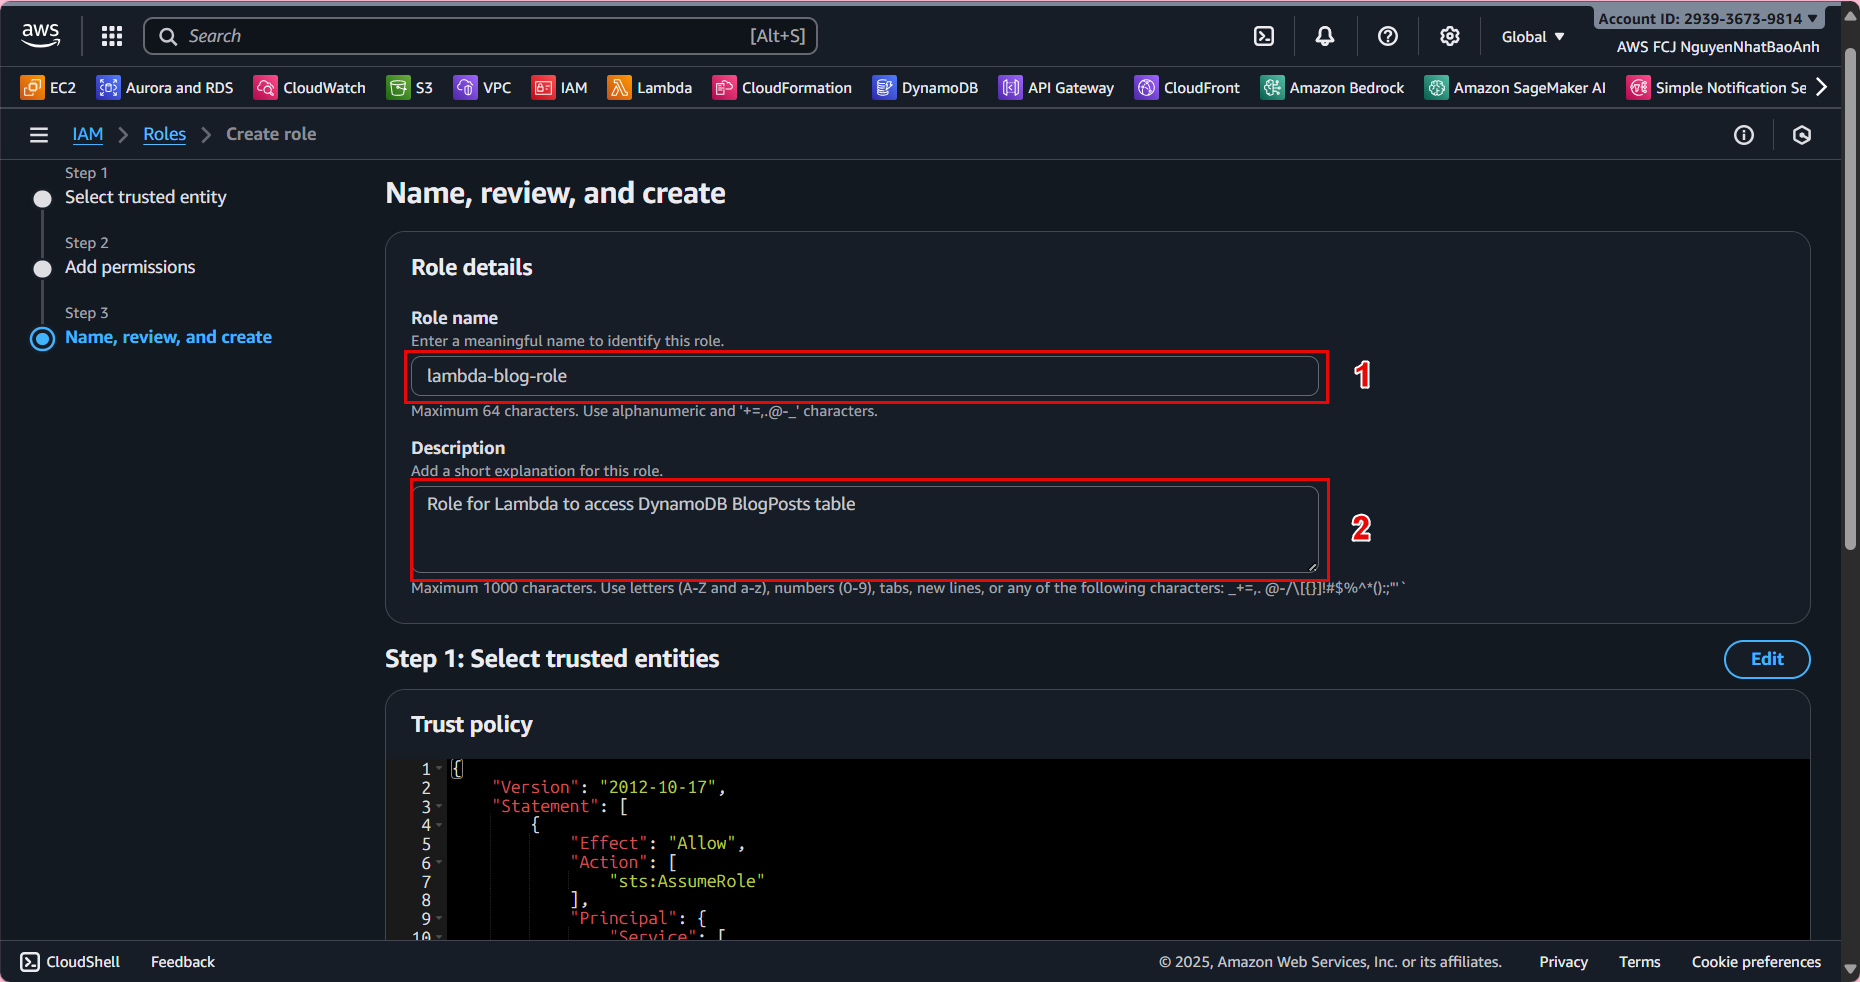 aws
Search
[Alt+S]
Global
Account ID: 2939-3673-9814
AWS FCJ NguyenNhatBaoAnh
EC2
Aurora and RDS
CloudWatch
S3
VPC
IAM
Lambda
CloudFormation
DynamoDB
API Gateway
CloudFront
Amazon Bedrock
Amazon SageMaker AI
Simple Notification Se
IAM
Roles
Create role
Step 1
Select trusted entity
Step 2
Add permissions
Step 3
Name, review, and create
Name, review, and create
Role details
Role name
Enter a meaningful name to identify this role.
lambda-blog-role
1
Maximum 64 characters. Use alphanumeric and '+=,.@-_' characters.
Description
Add a short explanation for this role.
Role for Lambda to access DynamoDB BlogPosts table
2
Maximum 1000 characters. Use letters (A-Z and a-z), numbers (0-9), tabs, new lines, or any of the following characters: _+=,. @-/\[{}]!#$%^*();;"'`
Step 1: Select trusted entities
Edit
Trust policy
1 {
2 "Version": "2012-10-17",
3 "Statement": [
4 {
5 "Effect": "Allow",
6 "Action": [
7 "sts:AssumeRole"
8 ],
9 "Principal": {
10 "Service": [
CloudShell
Feedback
© 2025, Amazon Web Services, Inc. or its affiliates.
Privacy
Terms
Cookie preferences